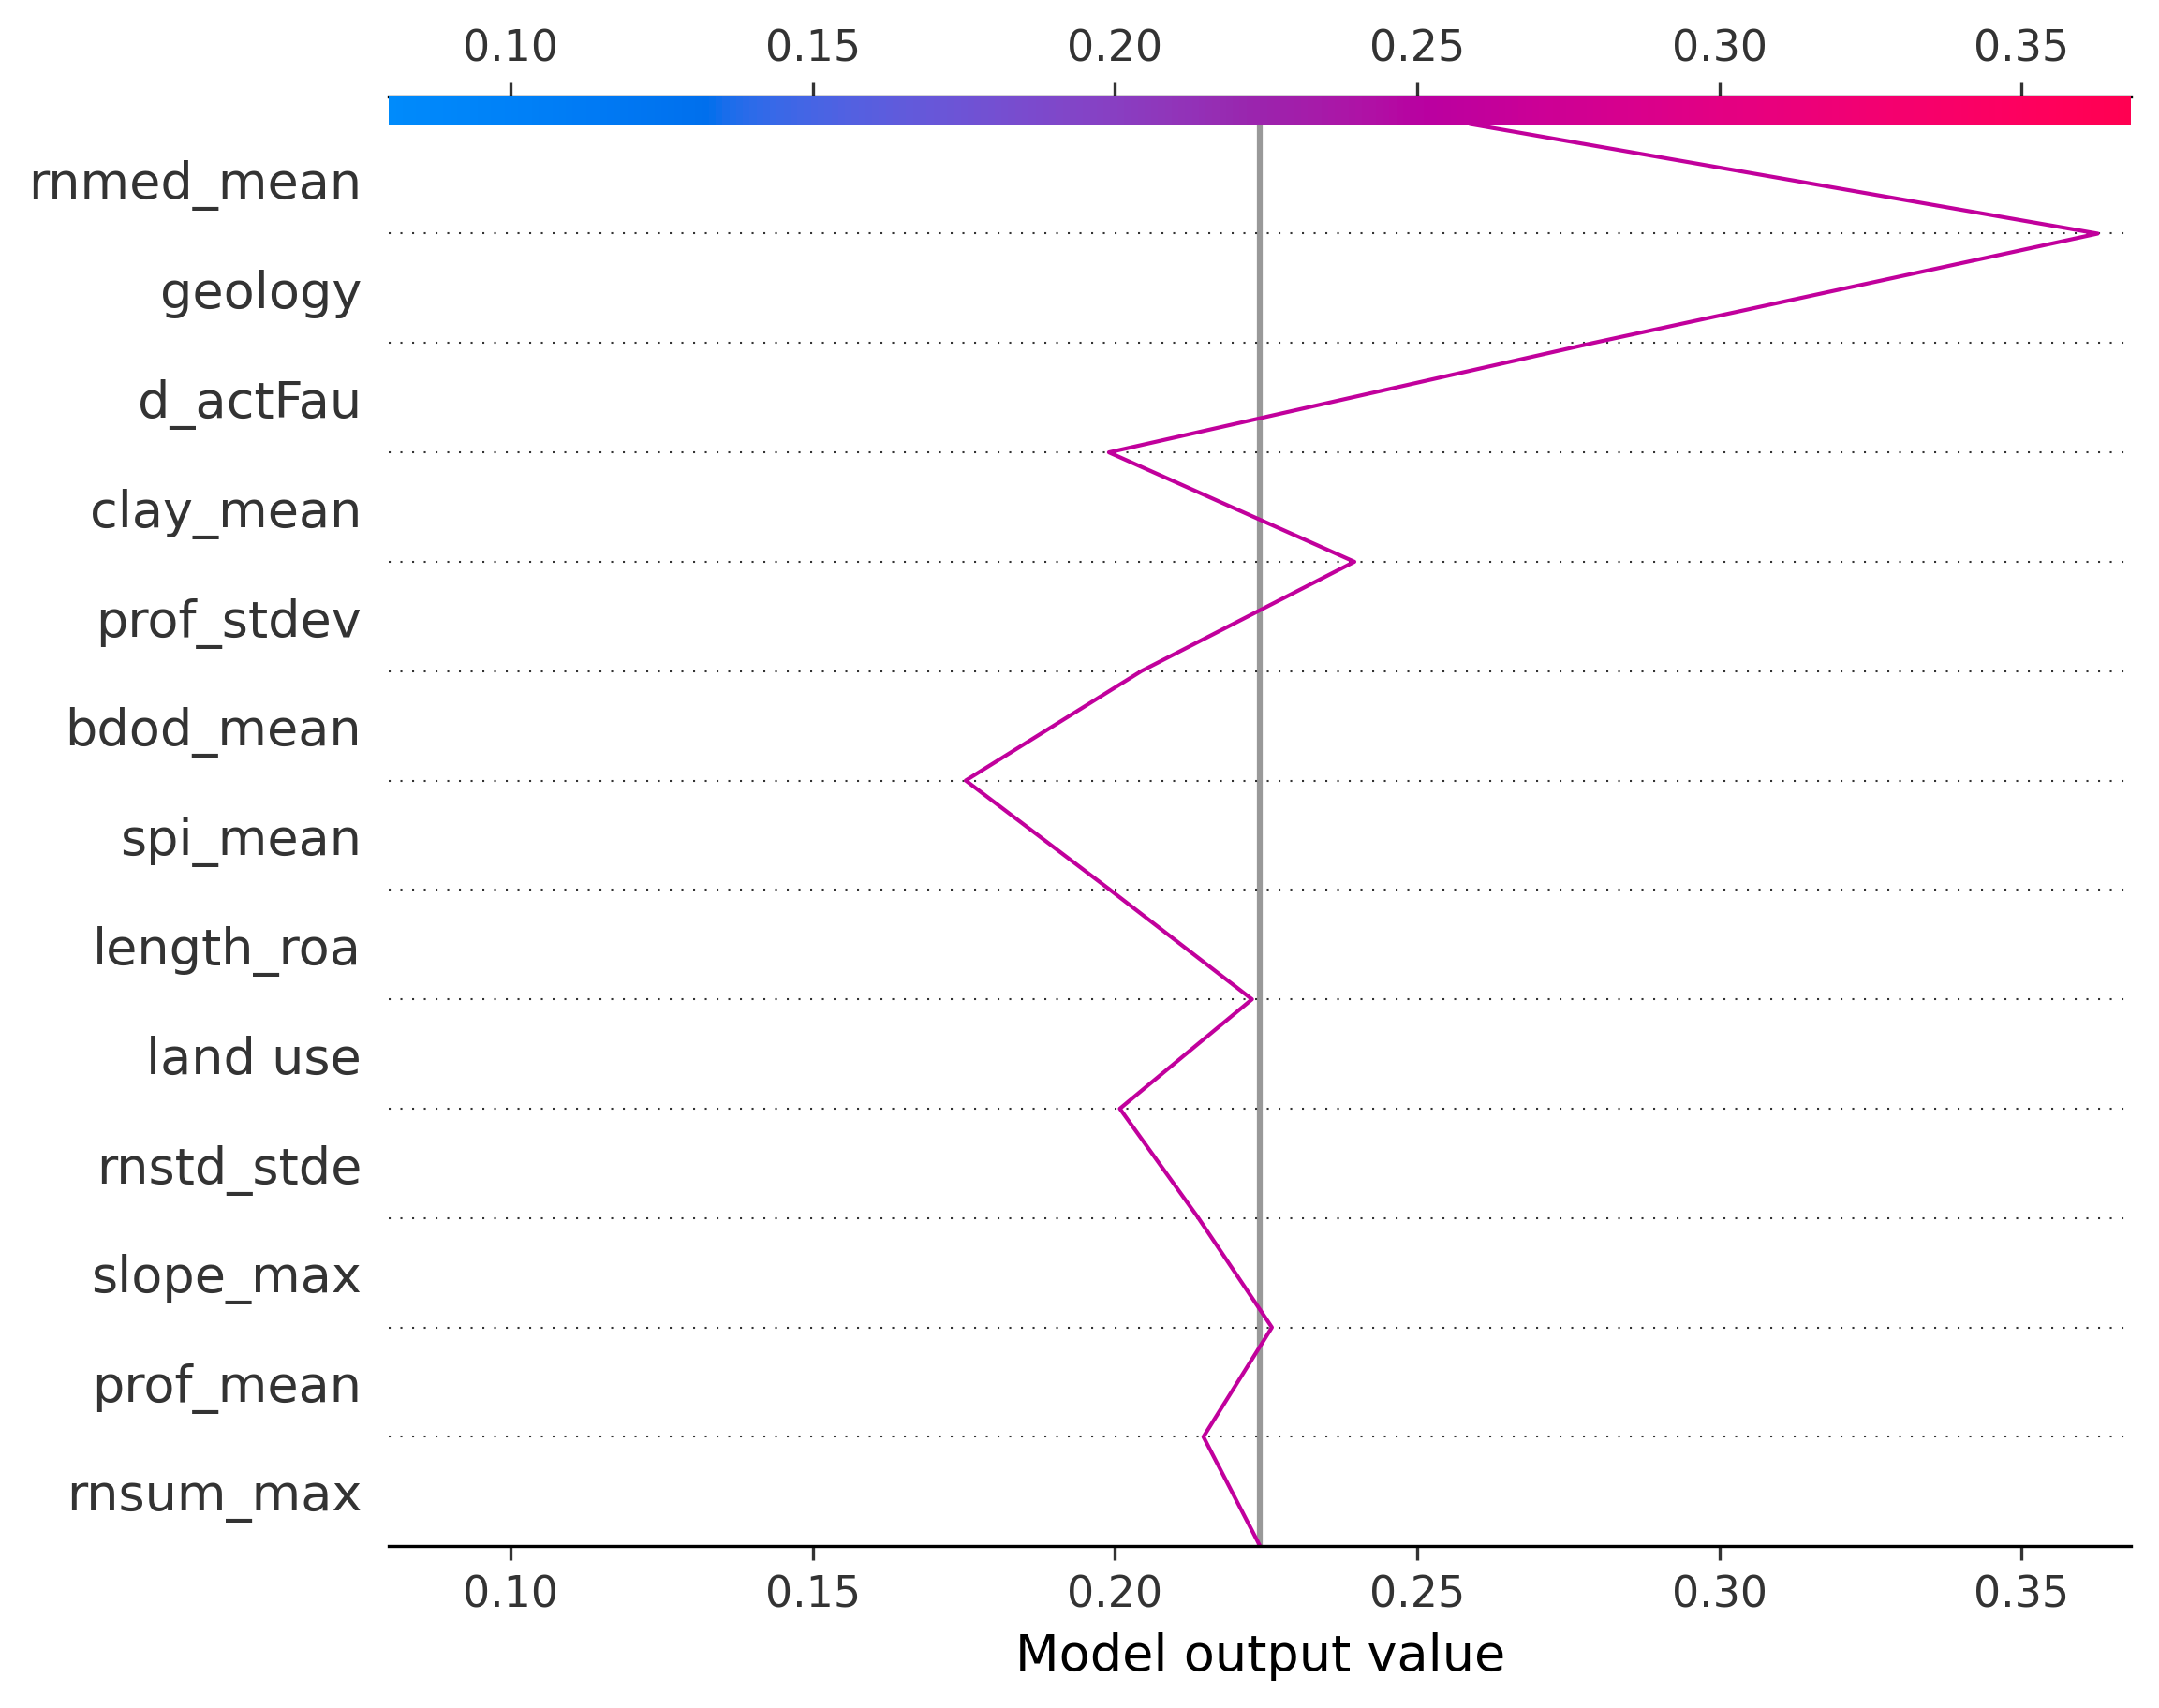 0.10 0.15 0.20 0.25 0.30 0.35
rnmed_mean
geology
d_actFau
clay_mean
prof_stdev
bdod_mean
spi_mean
length_roa
land use
rnstd_stde
slope_max
prof_mean
rnsum_max
0.10 0.15 0.20 0.25 0.30 0.35
Model output value